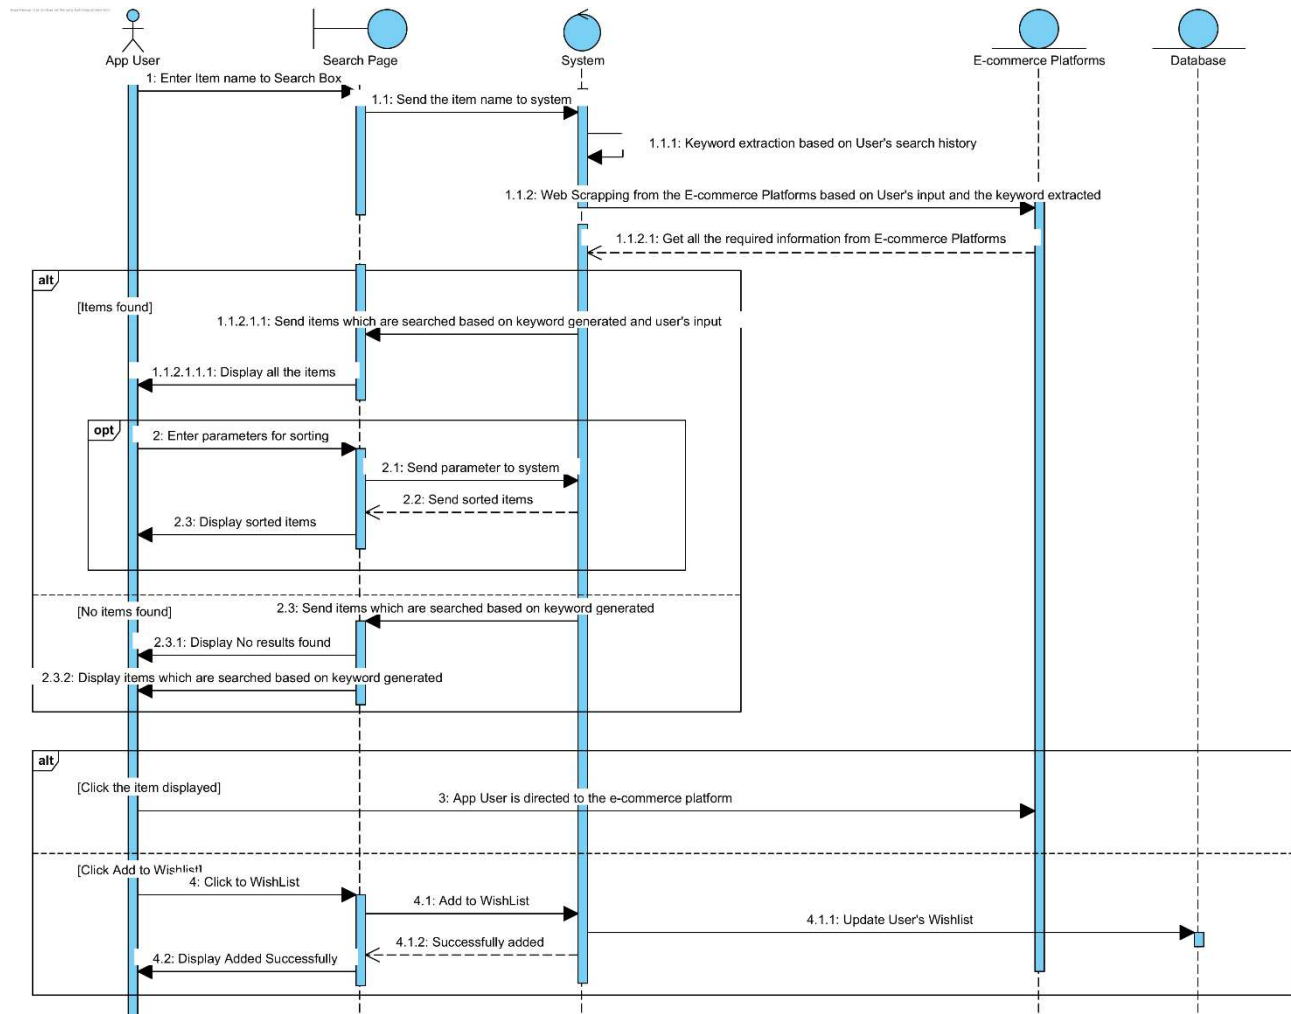 App User
Search Page
System
E-commerce Platforms
Database
1: Enter Item name to Search Box
1.1: Send the item name to system
1.1.1: Keyword extraction based on User's search history
1.1.2: Web Scrapping from the E-commerce Platforms based on User's input and the keyword extracted
1.1.2.1: Get all the required information from E-commerce Platforms
alt
[Items found]
1.1.2.1.1: Send items which are searched based on keyword generated and user's input
1.1.2.1.1.1: Display all the items
opt
2: Enter parameters for sorting
2.1: Send parameter to system
2.2: Send sorted items
2.3: Display sorted items
[No items found]
2.3: Send items which are searched based on keyword generated
2.3.1: Display No results found
2.3.2: Display items which are searched based on keyword generated
alt
[Click the item displayed]
3: App User is directed to the e-commerce platform
[Click Add to Wishlist]
4: Click to WishList
4.1: Add to WishList
4.1.1: Update User's Wishlist
4.1.2: Successfully added
4.2: Display Added Successfully